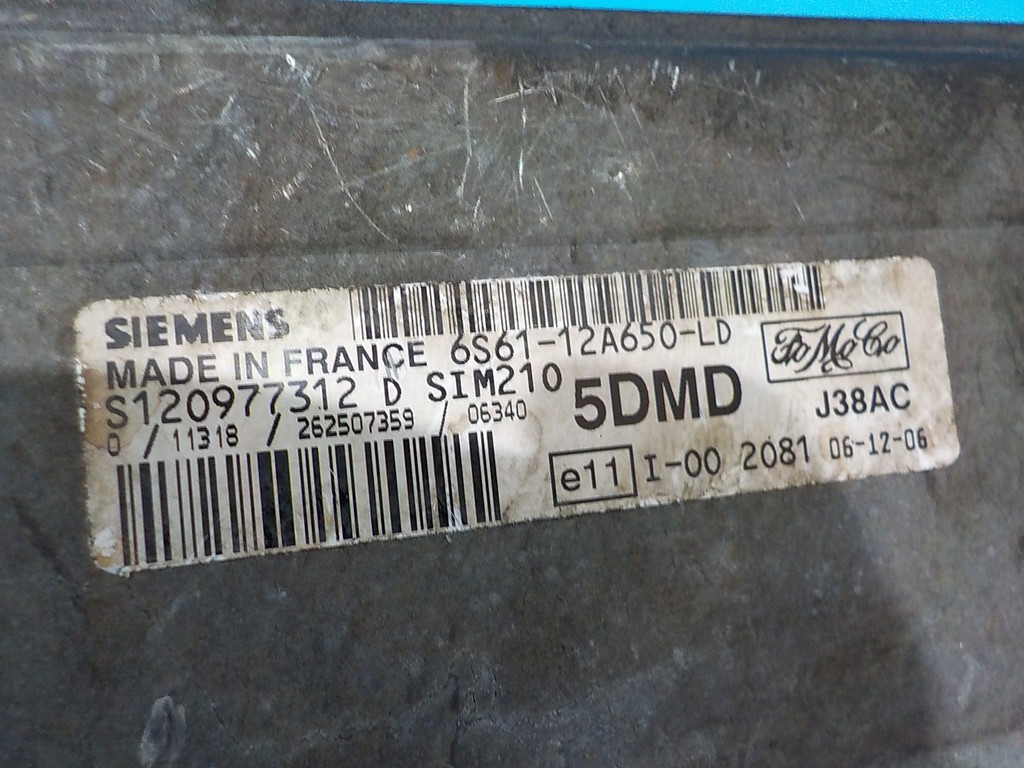 SIEMENS
MADE IN FRANCE 6S61-12A650-LD
FoMoCo
S120977312 D SIM210
5DMD
J38AC
0 / 11318 / 262507359 / 06340
e11 I-00 2081 06-12-06